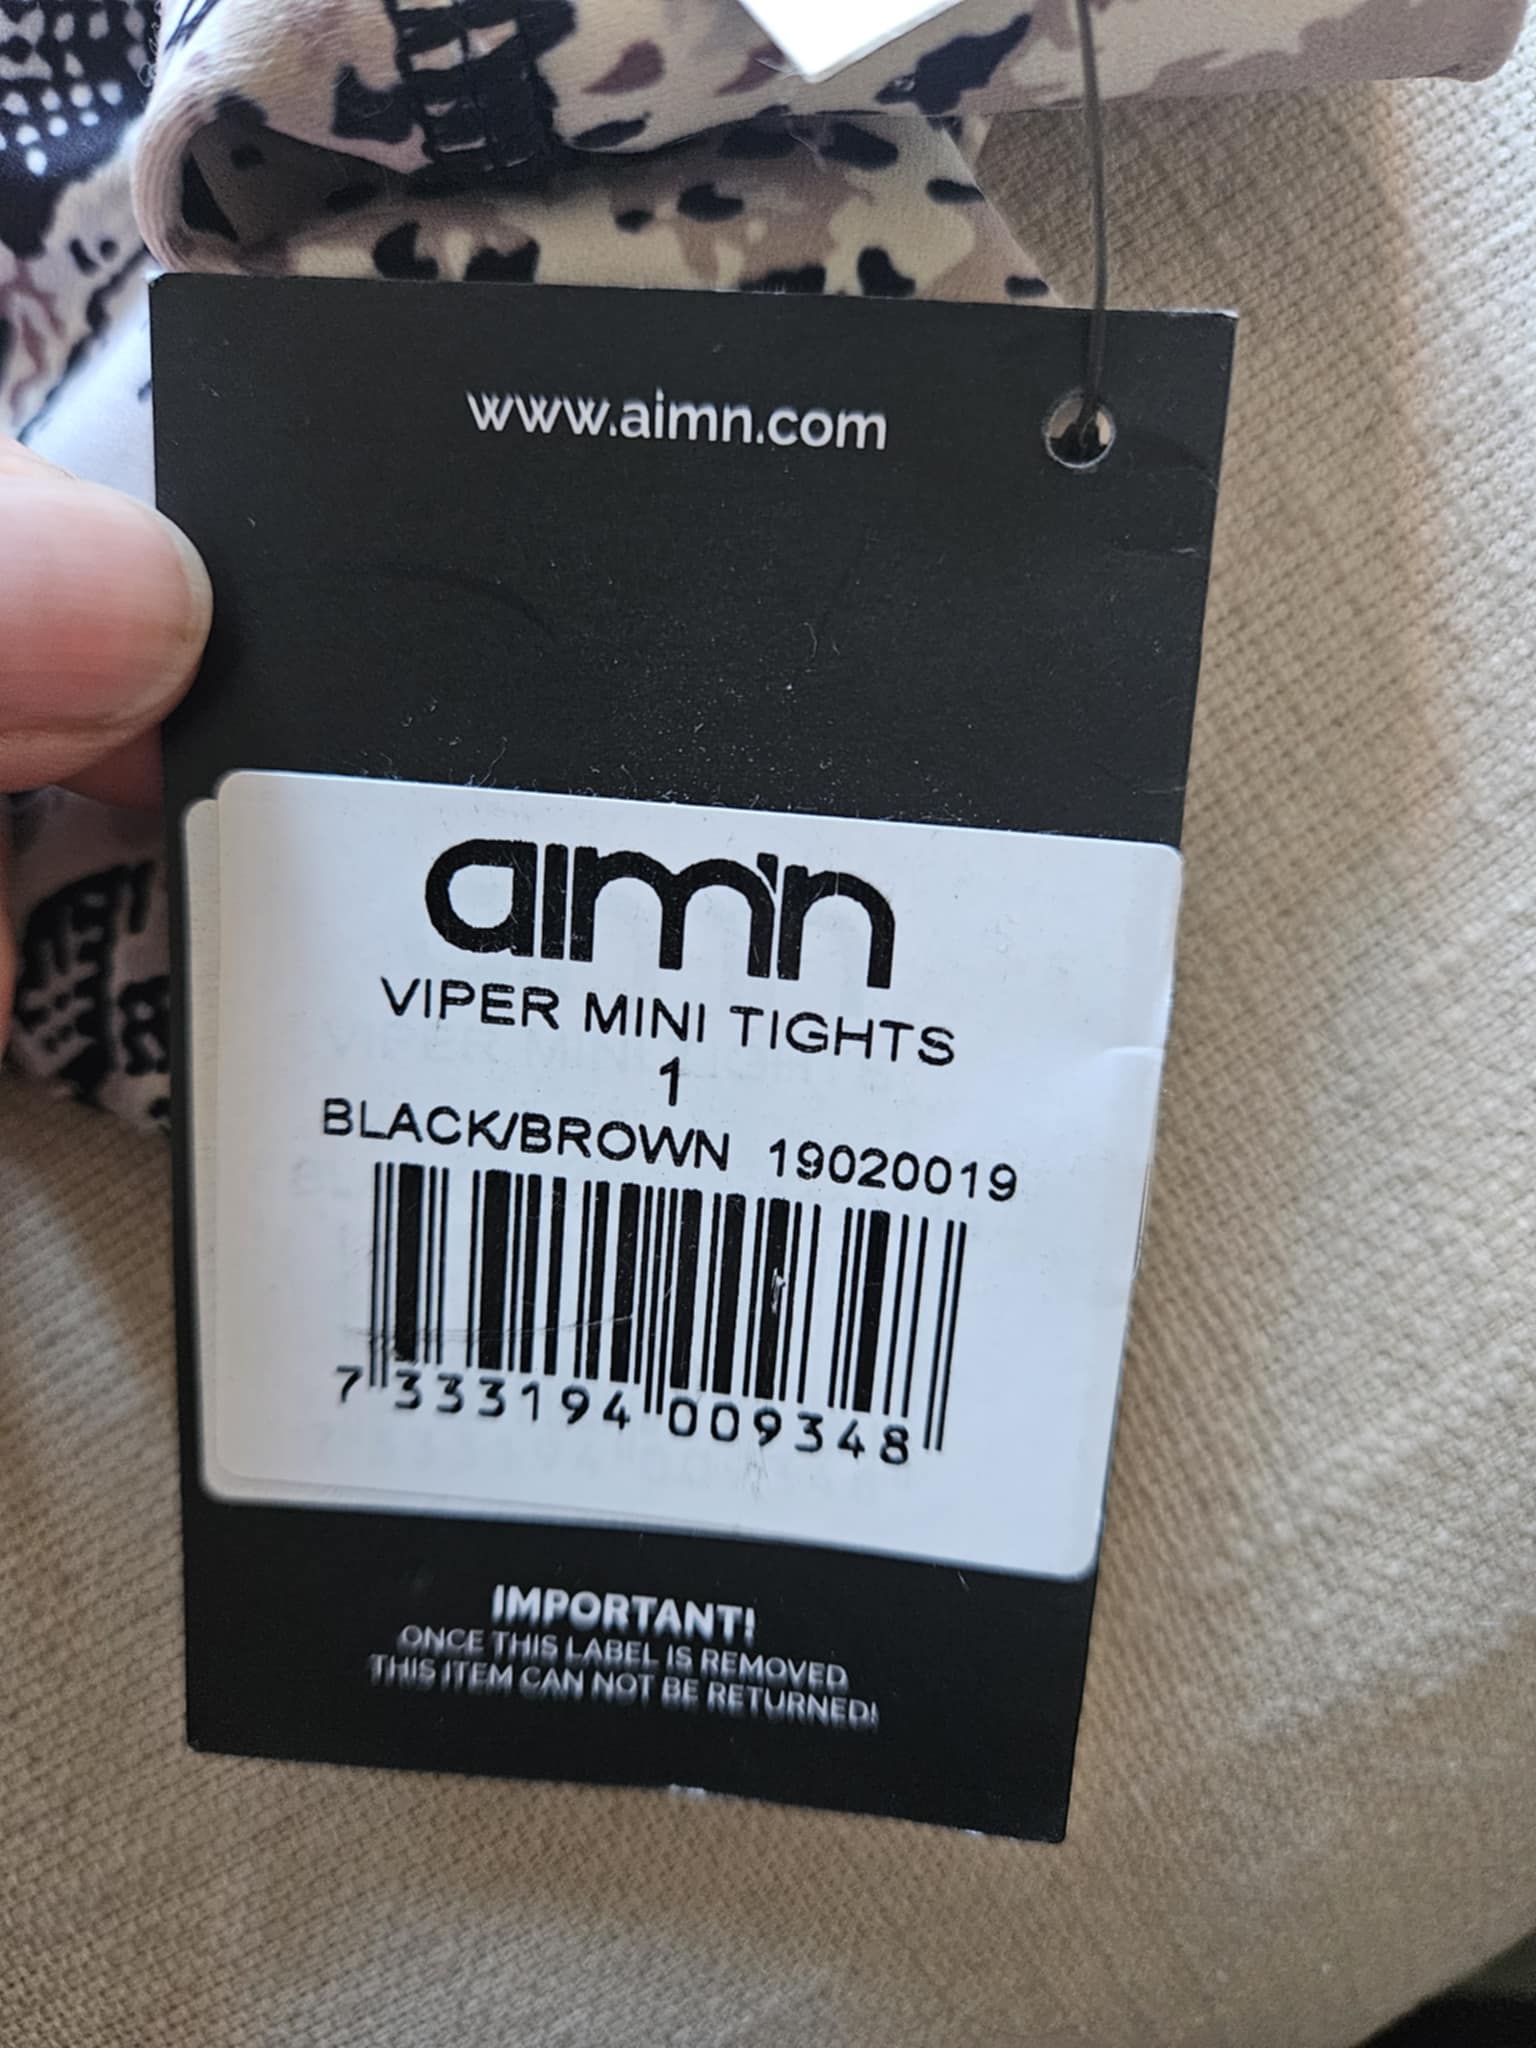 www.aimn.com
aim'n
VIPER MINI TIGHTS
1
BLACK/BROWN 19020019
7 333194 009348
IMPORTANT!
ONCE THIS LABEL IS REMOVED
THIS ITEM CAN NOT BE RETURNED!